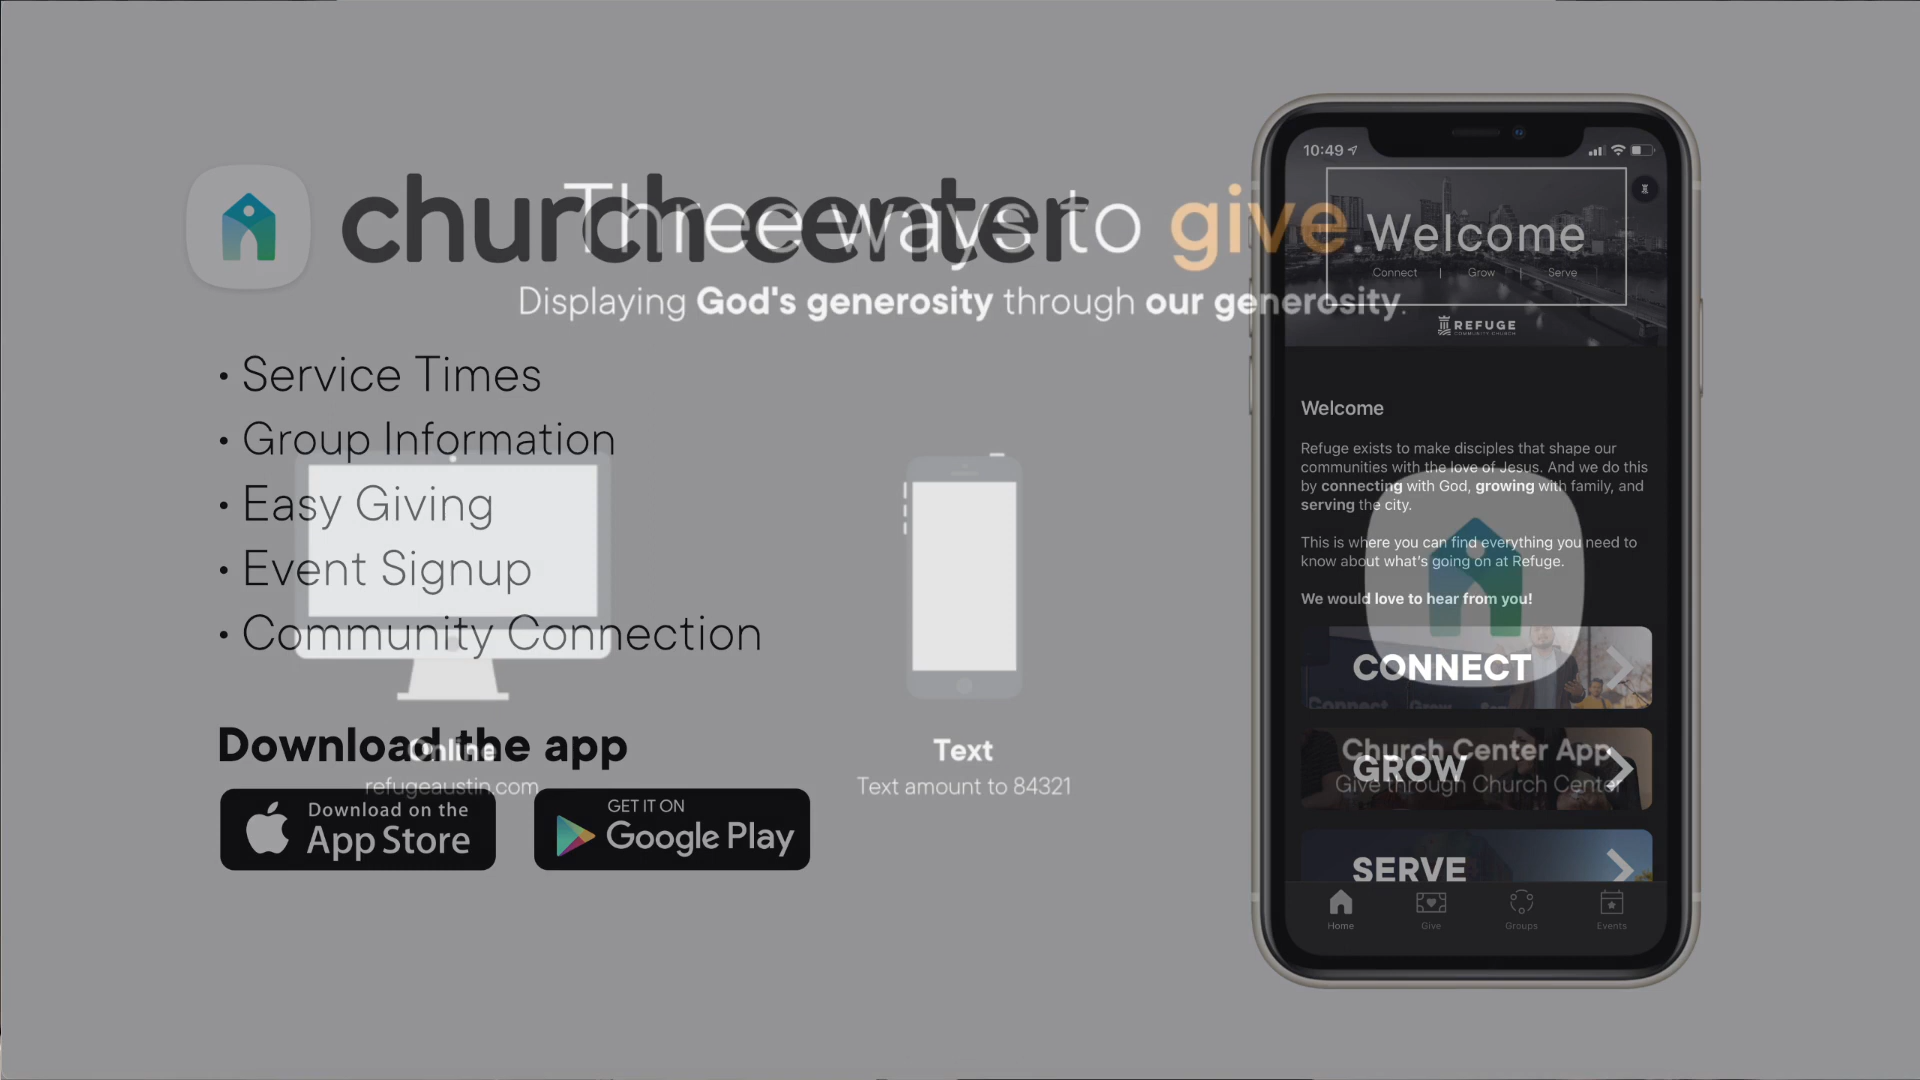 church center
Three ways to give.
Displaying God's generosity through our generosity.
• Service Times
• Group Information
• Easy Giving
• Event Signup
• Community Connection
Download the app
Download on the
App Store
GET IT ON
Google Play
Online
refugeaustin.com
Text
Text amount to 84321
Church Center App
Give through Church Center
10:49
Welcome
Connect | Grow | Serve
REFUGE
COMMUNITY CHURCH
Welcome
Refuge exists to make disciples that shape our
communities with the love of Jesus. And we do this
by connecting with God, growing with family, and
serving the city.
This is where you can find everything you need to
know about what's going on at Refuge.
We would love to hear from you!
CONNECT
Connect Grow
GROW
SERVE
Home
Give
Groups
Events